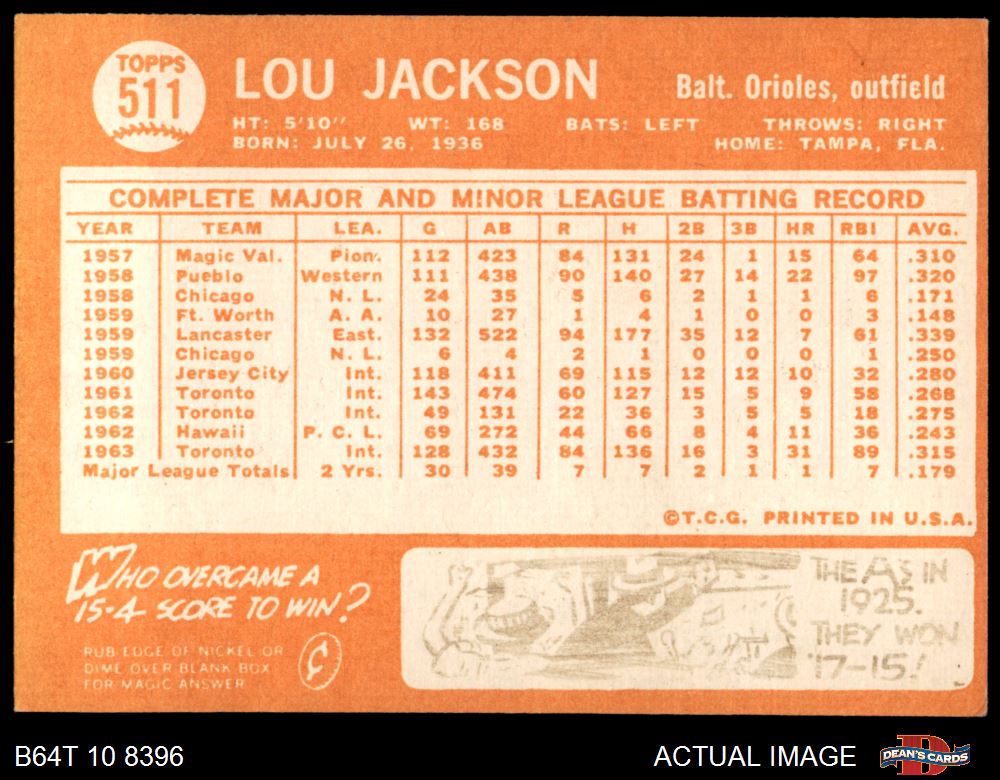 TOPPS
511
LOU JACKSON
Balt. Orioles, outfield
HT: 5'10" WT: 168 BATS: LEFT THROWS: RIGHT
BORN: JULY 26, 1936 HOME: TAMPA, FLA.
COMPLETE MAJOR AND MINOR LEAGUE BATTING RECORD
YEAR TEAM LEA. G AB R H 2B 3B HR RBI AVG.
1957 Magic Val. Pion. 112 423 84 131 24 1 15 64 .310
1958 Pueblo Western 111 438 90 140 27 14 22 97 .320
1958 Chicago N. L. 24 35 5 6 2 1 1 6 .171
1959 Ft. Worth A. A. 10 27 1 4 1 0 0 3 .148
1959 Lancaster East. 132 522 94 177 35 12 7 61 .339
1959 Chicago N. L. 6 4 2 1 0 0 0 1 .250
1960 Jersey City Int. 118 411 69 115 12 12 10 32 .280
1961 Toronto Int. 143 474 60 127 15 5 9 58 .268
1962 Toronto Int. 49 131 22 36 3 5 5 18 .275
1962 Hawaii P. C. L. 69 272 44 66 8 4 11 36 .243
1963 Toronto Int. 128 432 84 136 16 3 31 89 .315
Major League Totals 2 Yrs. 30 39 7 7 2 1 1 7 .179
©T.C.G. PRINTED IN U.S.A.
WHO OVERCAME A
15-4 SCORE TO WIN?
RUB EDGE OF NICKEL OR
DIME OVER BLANK BOX
FOR MAGIC ANSWER
¢
THE A'S IN
1925.
THEY WON
17-15!
B64T 10 8396
ACTUAL IMAGE
D
DEAN'S CARDS